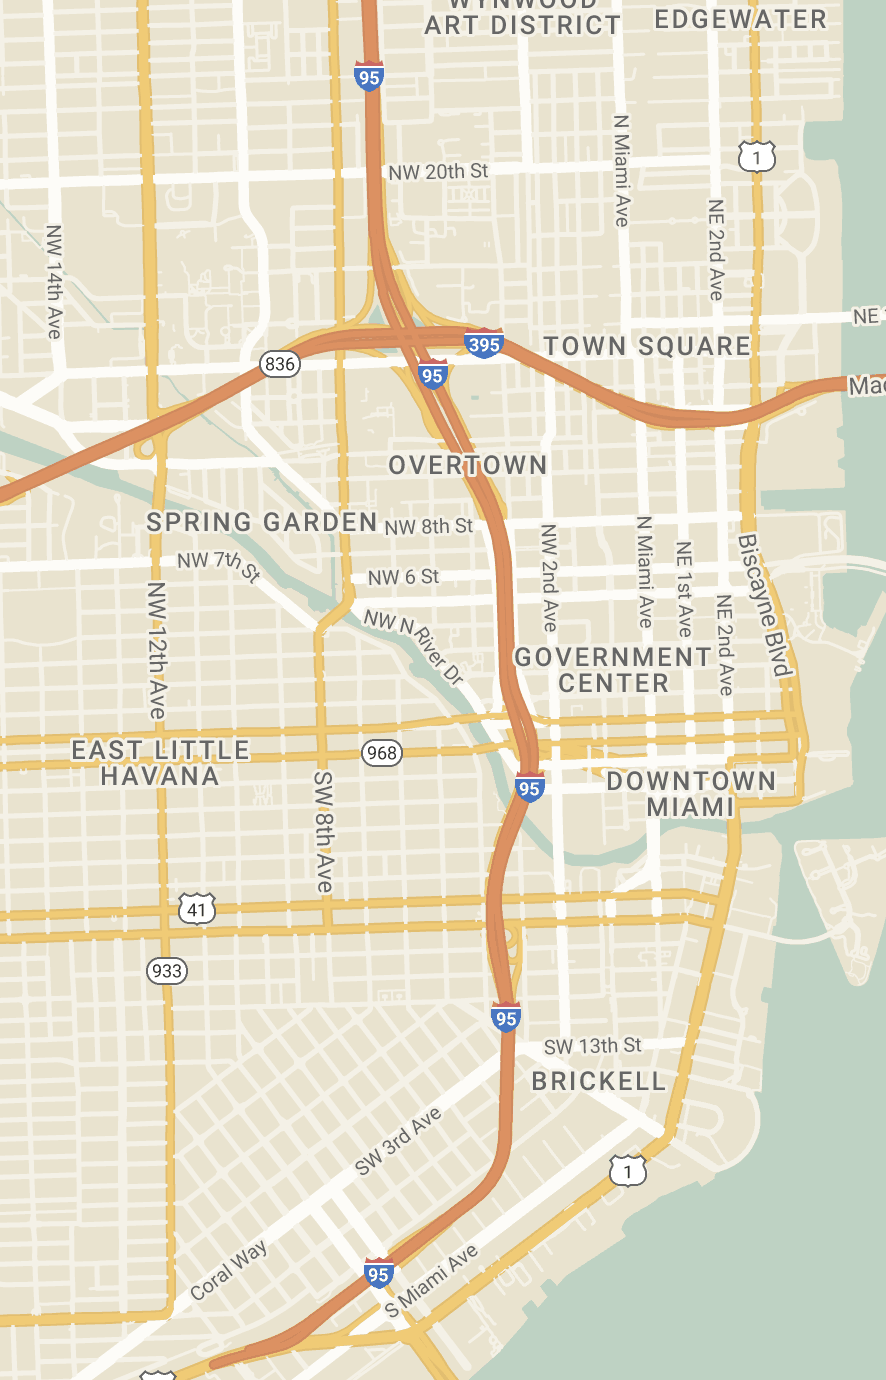 WYNWOOD
ART DISTRICT
EDGEWATER
95
1
N Miami Ave
NW 20th St
NE 2nd Ave
NW 14th Ave
NE
395
TOWN SQUARE
836
95
Mac
OVERTOWN
SPRING GARDEN
NW 8th St
NW 7th St
NW 6 St
NW 2nd Ave
N Miami Ave
NE 1st Ave
NE 2nd Ave
Biscayne Blvd
NW 12th Ave
NW N River Dr
GOVERNMENT
CENTER
EAST LITTLE
HAVANA
968
95
DOWNTOWN
MIAMI
SW 8th Ave
41
933
95
SW 13th St
BRICKELL
SW 3rd Ave
1
Coral Way
95
S Miami Ave